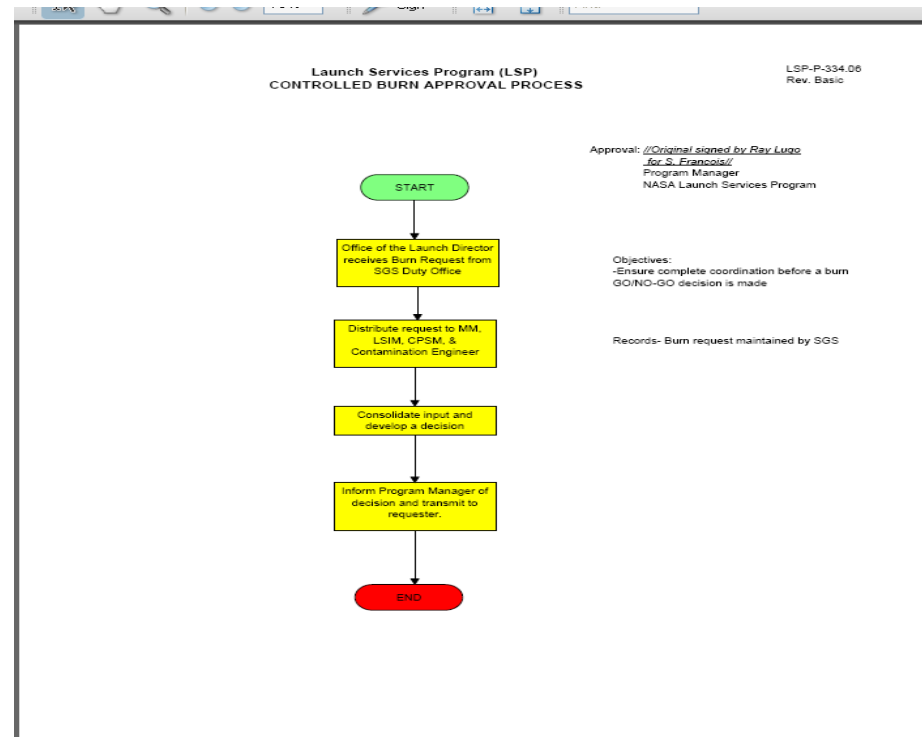 Sign
Launch Services Program (LSP)
CONTROLLED BURN APPROVAL PROCESS
LSP-P-334.06
Rev. Basic
Approval: //Original signed by Ray Lugo
for S. Francois//
Program Manager
NASA Launch Services Program
START
Office of the Launch Director
receives Burn Request from
SGS Duty Office
Objectives:
-Ensure complete coordination before a burn
GO/NO-GO decision is made
Distribute request to MM,
LSIM, CPSM, &
Contamination Engineer
Records- Burn request maintained by SGS
Consolidate input and
develop a decision
Inform Program Manager of
decision and transmit to
requester.
END